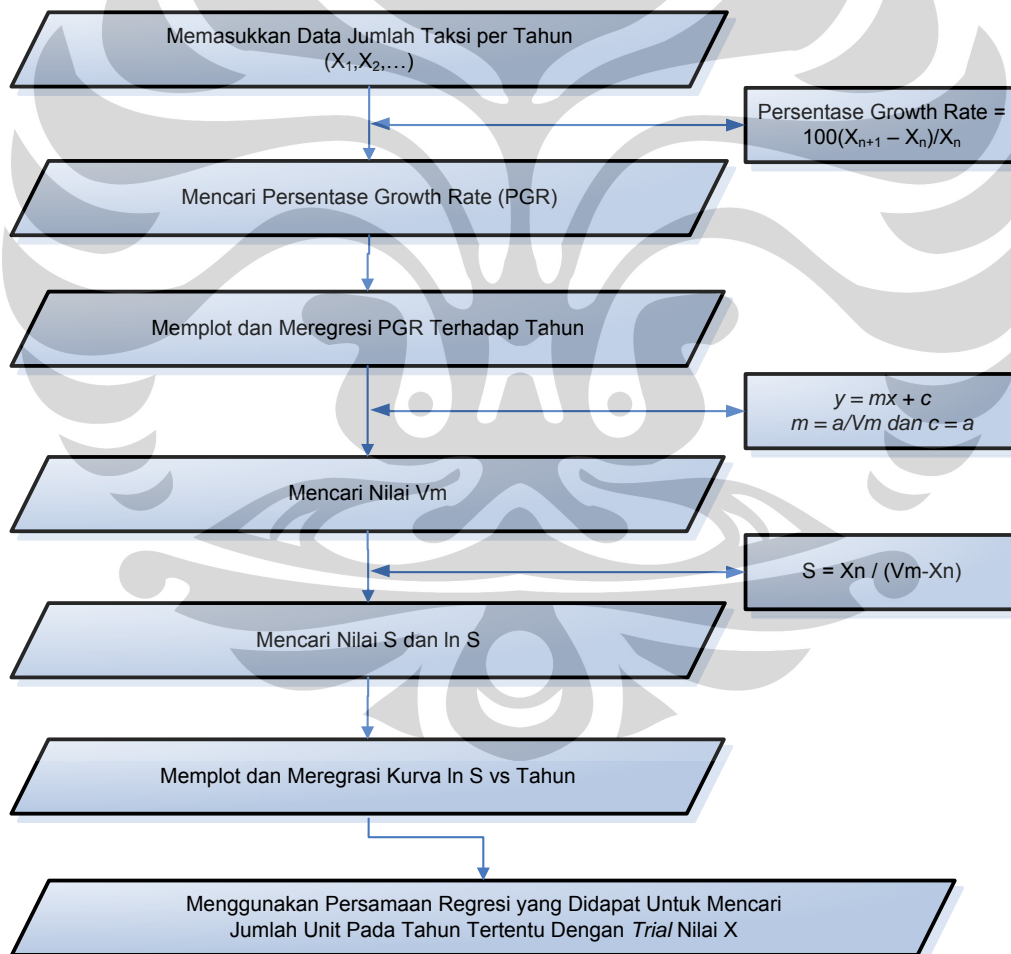 Memasukkan Data Jumlah Taksi per Tahun
(X₁,X₂,…)
Persentase Growth Rate =
100(Xₙ₊₁ – Xₙ)/Xₙ
Mencari Persentase Growth Rate (PGR)
Memplot dan Meregresi PGR Terhadap Tahun
y = mx + c
m = a/Vm dan c = a
Mencari Nilai Vm
S = Xn / (Vm-Xn)
Mencari Nilai S dan ln S
Memplot dan Meregrasi Kurva ln S vs Tahun
Menggunakan Persamaan Regresi yang Didapat Untuk Mencari
Jumlah Unit Pada Tahun Tertentu Dengan Trial Nilai X